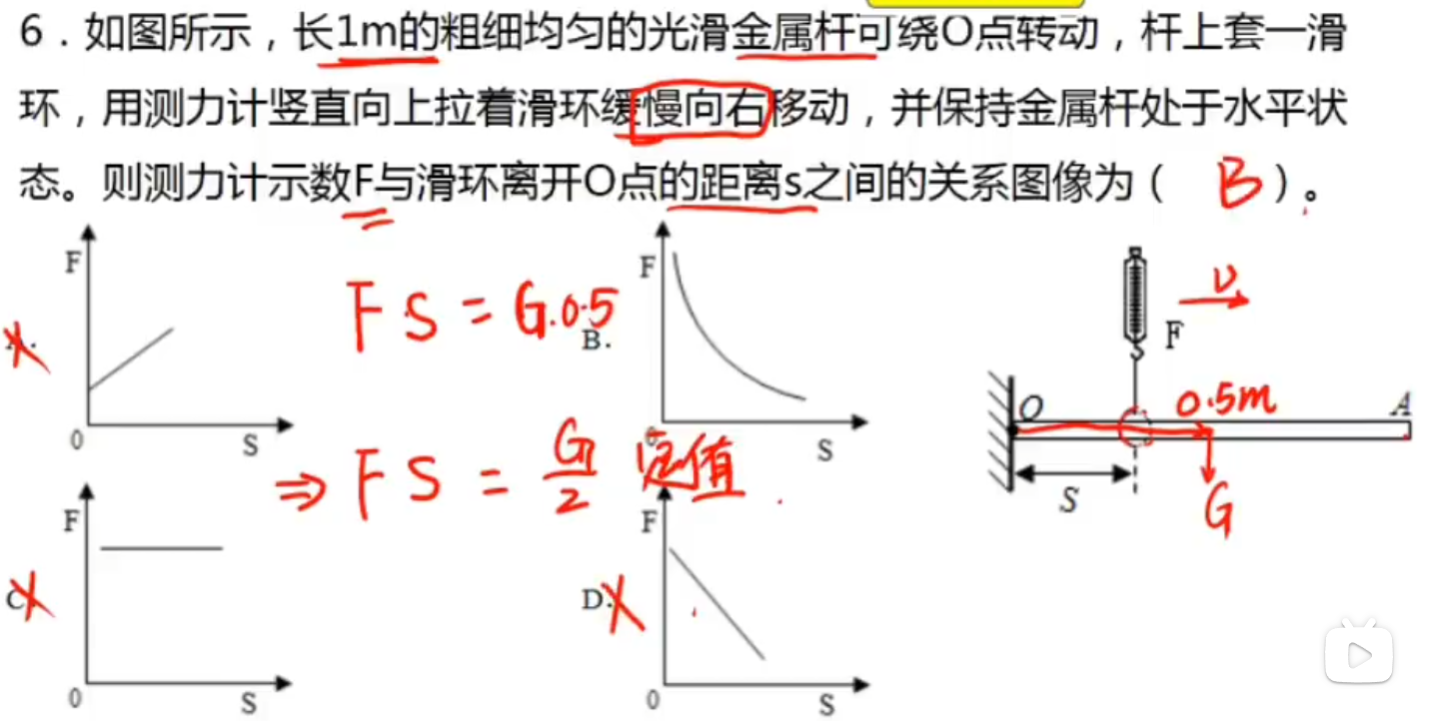 6．如图所示，长1m的粗细均匀的光滑金属杆可绕O点转动，杆上套一滑
环，用测力计竖直向上拉着滑环缓慢向右移动，并保持金属杆处于水平状
态。则测力计示数F与滑环离开O点的距离s之间的关系图像为（ B ）。
F
0
S
FS = G·0.5
B.
F
0
S
⇒ FS = G/2 定值
F
0
S
D.
F
0
S
v
F
O
0.5m
A
S
G